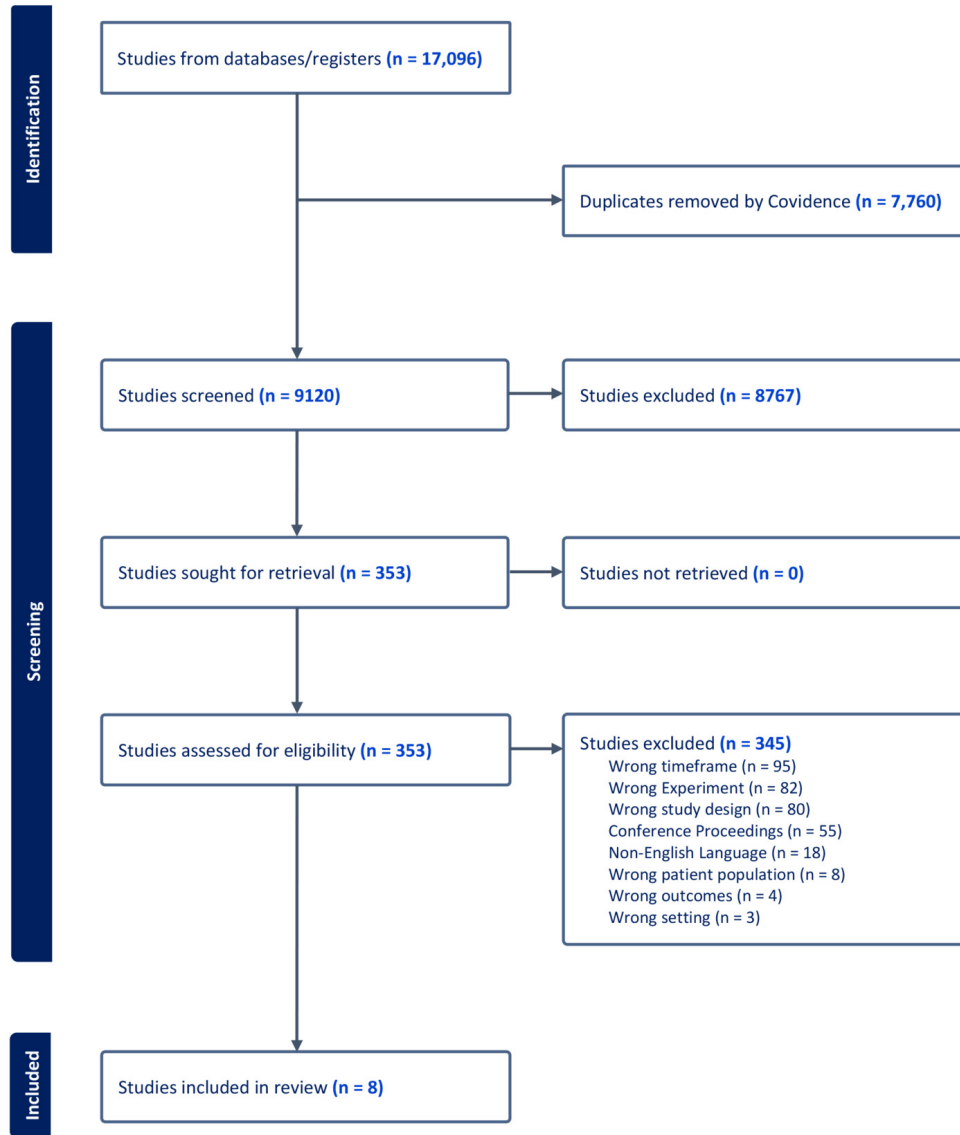 Identification
Studies from databases/registers (n = 17,096)
Duplicates removed by Covidence (n = 7,760)
Screening
Studies screened (n = 9120)
Studies excluded (n = 8767)
Studies sought for retrieval (n = 353)
Studies not retrieved (n = 0)
Studies assessed for eligibility (n = 353)
Studies excluded (n = 345)
Wrong timeframe (n = 95)
Wrong Experiment (n = 82)
Wrong study design (n = 80)
Conference Proceedings (n = 55)
Non-English Language (n = 18)
Wrong patient population (n = 8)
Wrong outcomes (n = 4)
Wrong setting (n = 3)
Included
Studies included in review (n = 8)